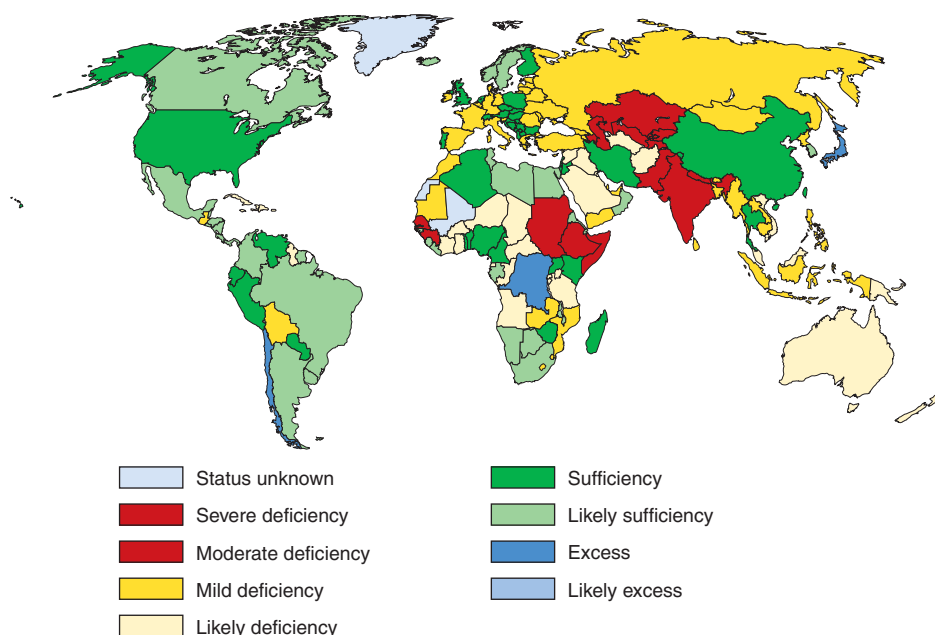 Status unknown
Severe deficiency
Moderate deficiency
Mild deficiency
Likely deficiency
Sufficiency
Likely sufficiency
Excess
Likely excess